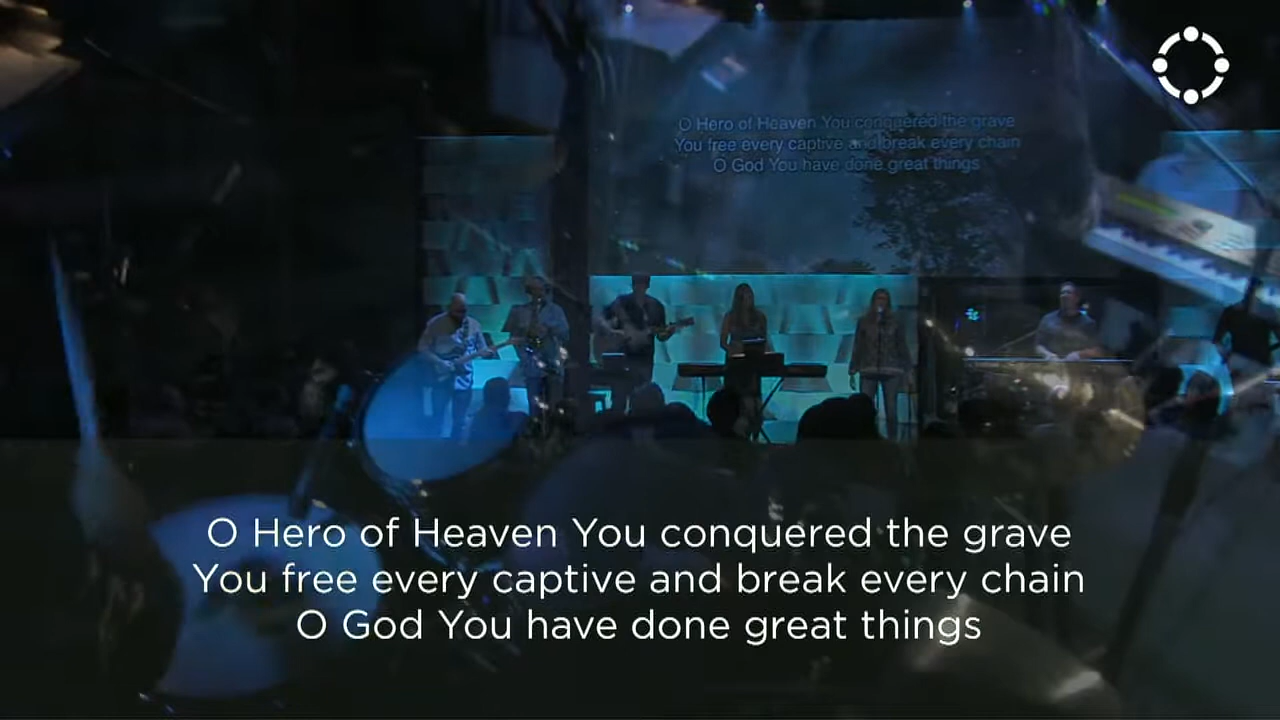 O Hero of Heaven You conquered the grave
You free every captive and break every chain
O God You have done great things
O Hero of Heaven You conquered the grave
You free every captive and break every chain
O God You have done great things